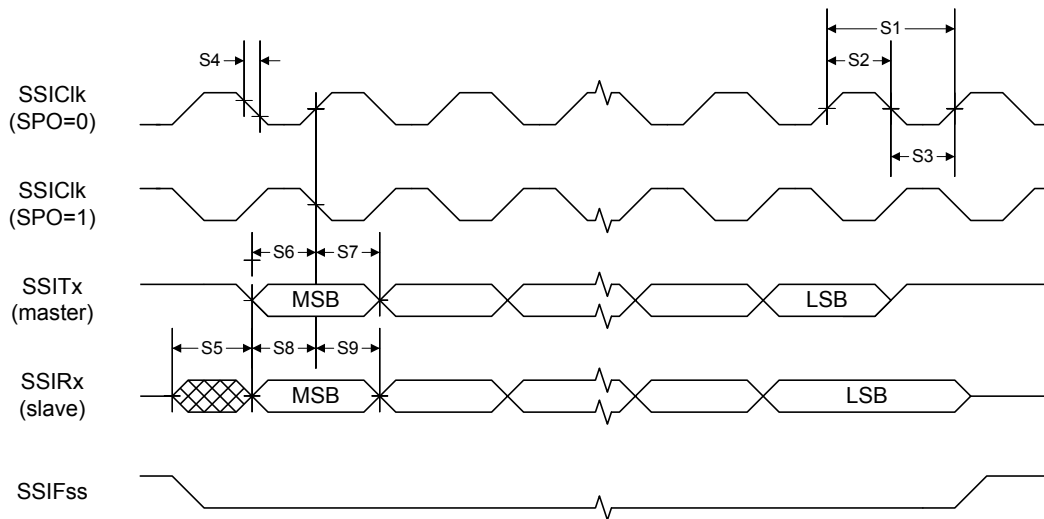 S1
S4
S2
SSIClk
(SPO=0)
S3
SSIClk
(SPO=1)
S6
S7
SSITx
(master)
MSB
LSB
S5
S8
S9
SSIRx
(slave)
MSB
LSB
SSIFss